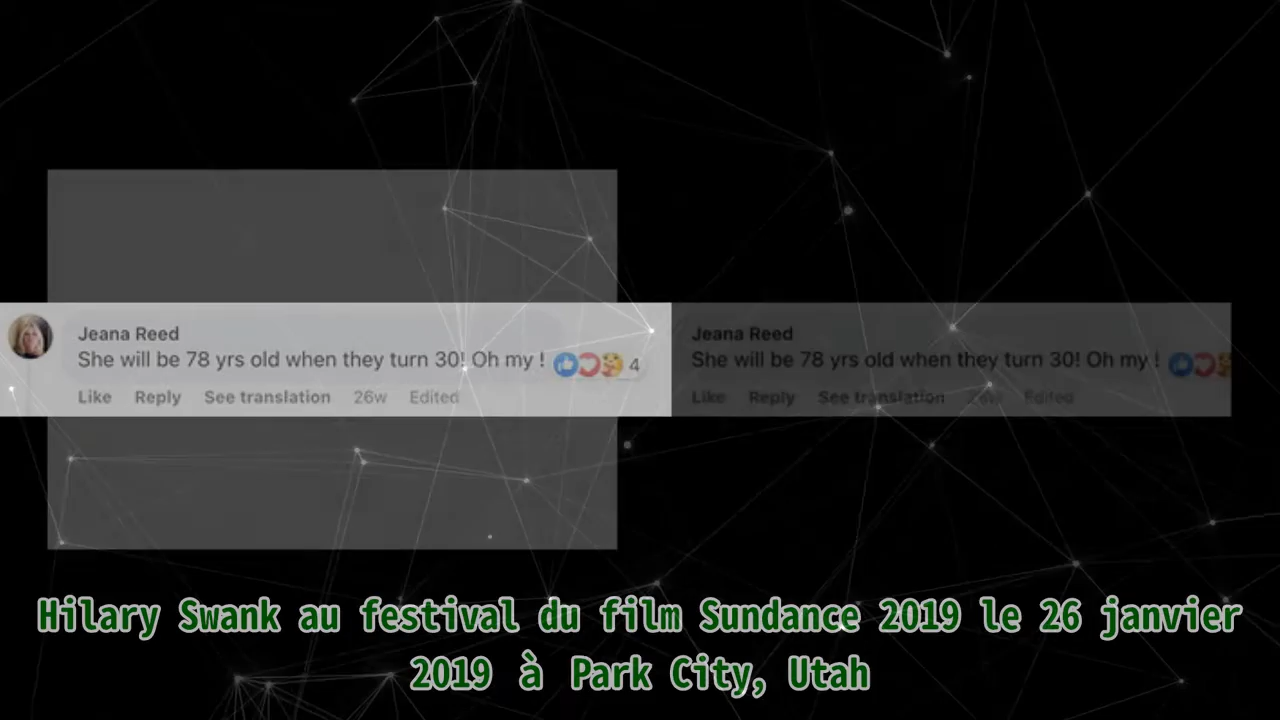 Jeana Reed
She will be 78 yrs old when they turn 30! Oh my !
4
Like Reply See translation 26w Edited
Jeana Reed
She will be 78 yrs old when they turn 30! Oh my !
Like Reply See translation 26w Edited
Hilary Swank au festival du film Sundance 2019 le 26 janvier
2019 à Park City, Utah